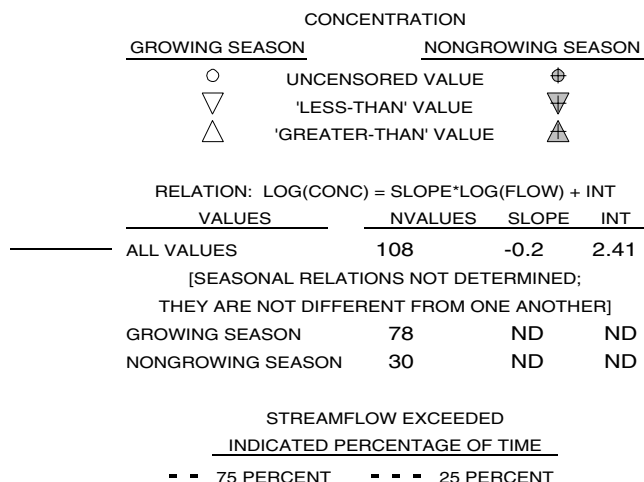 CONCENTRATION
GROWING SEASON NONGROWING SEASON
UNCENSORED VALUE
'LESS-THAN' VALUE
'GREATER-THAN' VALUE
RELATION: LOG(CONC) = SLOPE*LOG(FLOW) + INT
VALUES NVALUES SLOPE INT
ALL VALUES 108 -0.2 2.41
[SEASONAL RELATIONS NOT DETERMINED;
THEY ARE NOT DIFFERENT FROM ONE ANOTHER]
GROWING SEASON 78 ND ND
NONGROWING SEASON 30 ND ND
STREAMFLOW EXCEEDED
INDICATED PERCENTAGE OF TIME
75 PERCENT 25 PERCENT